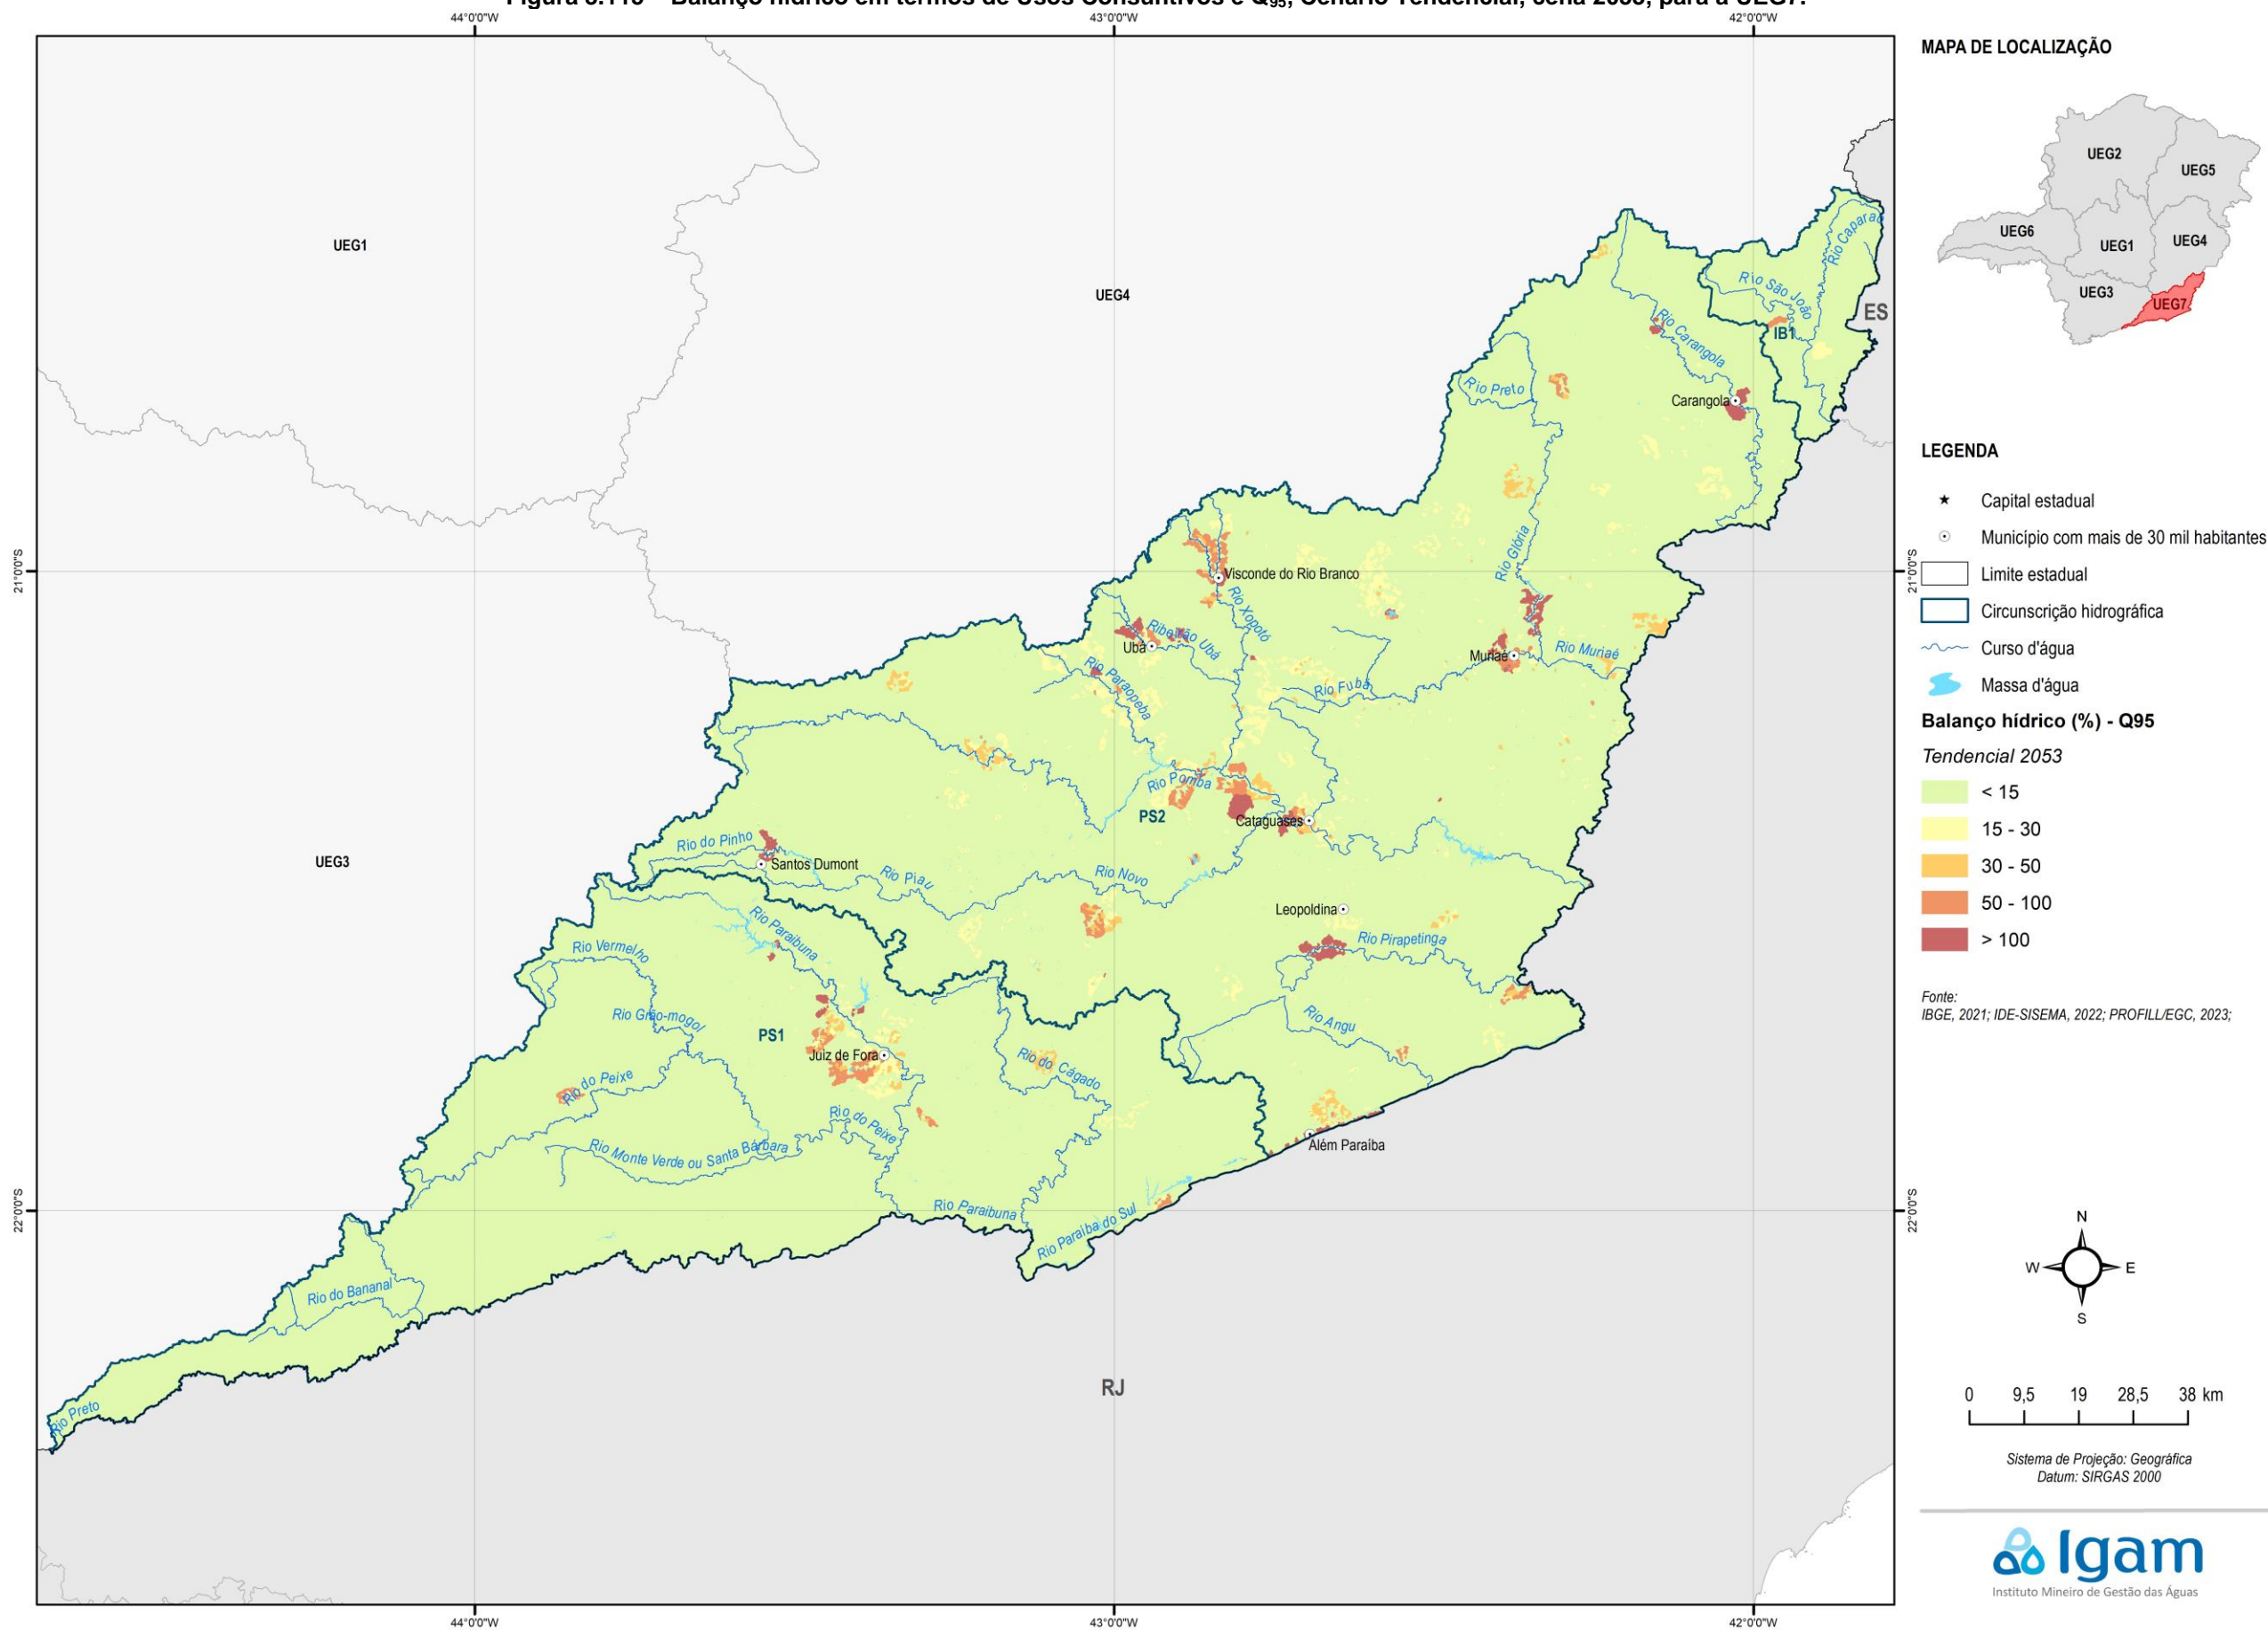 44°0'0"W
43°0'0"W
42°0'0"W
MAPA DE LOCALIZAÇÃO
UEG2
UEG5
UEG6
UEG1
UEG4
UEG3
UEG7
UEG1
UEG4
UEG3
ES
RJ
IB1
PS2
PS1
Rio Caparaó
Rio São João
Rio Carangola
Rio Preto
Carangola
Rio Glória
Visconde do Rio Branco
Rio Xopotó
Ribeirão Ubá
Ubá
Muriaé
Rio Muriaé
Rio Paraopeba
Rio Fubá
Rio Pomba
Cataguases
Rio do Pinho
Santos Dumont
Rio Piau
Rio Novo
Leopoldina
Rio Pirapetinga
Rio Paraibuna
Rio Vermelho
Rio Grão-mogol
Juiz de Fora
Rio Angu
Rio do Cágado
Rio do Peixe
Rio do Peixe
Rio Monte Verde ou Santa Bárbara
Além Paraíba
Rio Paraibuna
Rio Paraíba do Sul
Rio do Bananal
Rio Preto
21°0'0"S
21°0'0"S
22°0'0"S
22°0'0"S
44°0'0"W
43°0'0"W
42°0'0"W
LEGENDA
Capital estadual
Município com mais de 30 mil habitantes
Limite estadual
Circunscrição hidrográfica
Curso d'água
Massa d'água
Balanço hídrico (%) - Q95
Tendencial 2053
< 15
15 - 30
30 - 50
50 - 100
> 100
Fonte:
IBGE, 2021; IDE-SISEMA, 2022; PROFILL/EGC, 2023;
N
W
E
S
0 9,5 19 28,5 38 km
Sistema de Projeção: Geográfica
Datum: SIRGAS 2000
Igam
Instituto Mineiro de Gestão das Águas